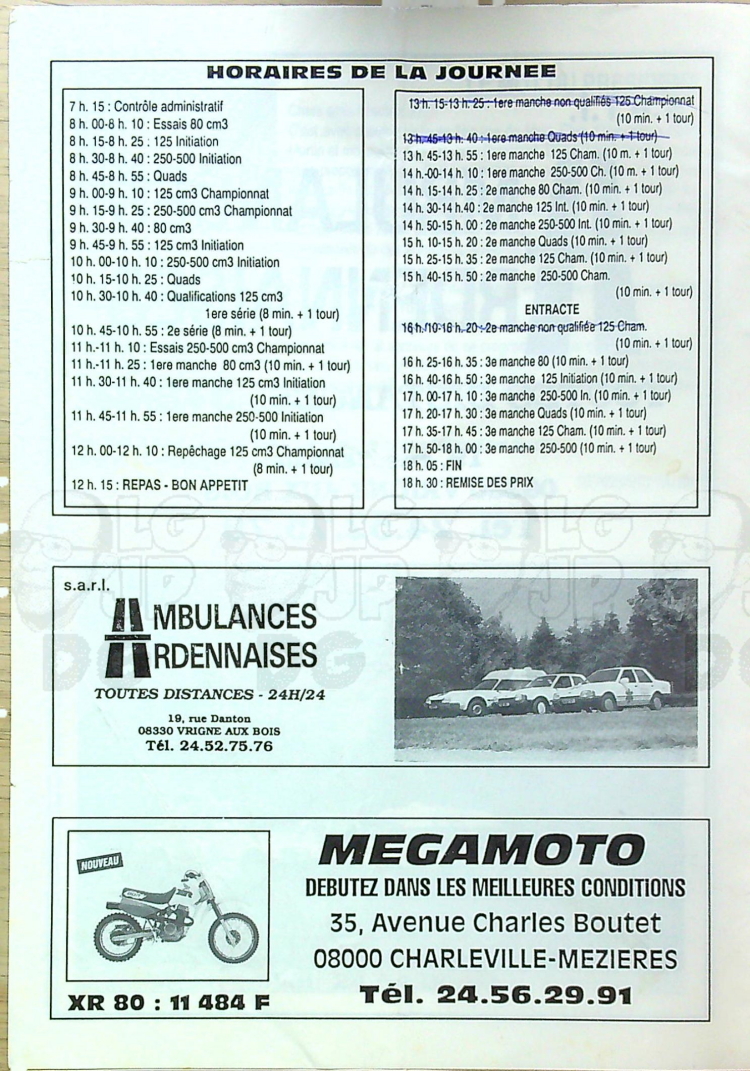 HORAIRES DE LA JOURNEE
7 h. 15 : Contrôle administratif
8 h. 00-8 h. 10 : Essais 80 cm3
8 h. 15-8 h. 25 : 125 Initiation
8 h. 30-8 h. 40 : 250-500 Initiation
8 h. 45-8 h. 55 : Quads
9 h. 00-9 h. 10 : 125 cm3 Championnat
9 h. 15-9 h. 25 : 250-500 cm3 Championnat
9 h. 30-9 h. 40 : 80 cm3
9 h. 45-9 h. 55 : 125 cm3 Initiation
10 h. 00-10 h. 10 : 250-500 cm3 Initiation
10 h. 15-10 h. 25 : Quads
10 h. 30-10 h. 40 : Qualifications 125 cm3
1ere série (8 min. + 1 tour)
10 h. 45-10 h. 55 : 2e série (8 min. + 1 tour)
11 h.-11 h. 10 : Essais 250-500 cm3 Championnat
11 h.-11 h. 25 : 1ere manche 80 cm3 (10 min. + 1 tour)
11 h. 30-11 h. 40 : 1ere manche 125 cm3 Initiation
(10 min. + 1 tour)
11 h. 45-11 h. 55 : 1ere manche 250-500 Initiation
(10 min. + 1 tour)
12 h. 00-12 h. 10 : Repêchage 125 cm3 Championnat
(8 min. + 1 tour)
12 h. 15 : REPAS - BON APPETIT
13 h. 15-13 h. 25 : 1ere manche non qualifiés 125 Championnat
(10 min. + 1 tour)
13 h. 45-13 h. 40 : 1ere manche Quads (10 min. + 1 tour)
13 h. 45-13 h. 55 : 1ere manche 125 Cham. (10 m. + 1 tour)
14 h.-00-14 h. 10 : 1ere manche 250-500 Ch. (10 m. + 1 tour)
14 h. 15-14 h. 25 : 2e manche 80 Cham. (10 min. + 1 tour)
14 h. 30-14 h.40 : 2e manche 125 Int. (10 min. + 1 tour)
14 h. 50-15 h. 00 : 2e manche 250-500 Int. (10 min. + 1 tour)
15 h. 10-15 h. 20 : 2e manche Quads (10 min. + 1 tour)
15 h. 25-15 h. 35 : 2e manche 125 Cham. (10 min. + 1 tour)
15 h. 40-15 h. 50 : 2e manche 250-500 Cham.
(10 min. + 1 tour)
ENTRACTE
16 h./10-16 h. 20 : 2e manche non qualifiée 125 Cham.
(10 min. + 1 tour)
16 h. 25-16 h. 35 : 3e manche 80 (10 min. + 1 tour)
16 h. 40-16 h. 50 : 3e manche 125 Initiation (10 min. + 1 tour)
17 h. 00-17 h. 10 : 3e manche 250-500 In. (10 min. + 1 tour)
17 h. 20-17 h. 30 : 3e manche Quads (10 min. + 1 tour)
17 h. 35-17 h. 45 : 3e manche 125 Cham. (10 min. + 1 tour)
17 h. 50-18 h. 00 : 3e manche 250-500 (10 min. + 1 tour)
18 h. 05 : FIN
18 h. 30 : REMISE DES PRIX
s.a.r.l.
AMBULANCES
ARDENNAISES
TOUTES DISTANCES - 24H/24
19, rue Danton
08330 VRIGNE AUX BOIS
Tél. 24.52.75.76
NOUVEAU
XR 80 : 11 484 F
MEGAMOTO
DEBUTEZ DANS LES MEILLEURES CONDITIONS
35, Avenue Charles Boutet
08000 CHARLEVILLE-MEZIERES
Tél. 24.56.29.91